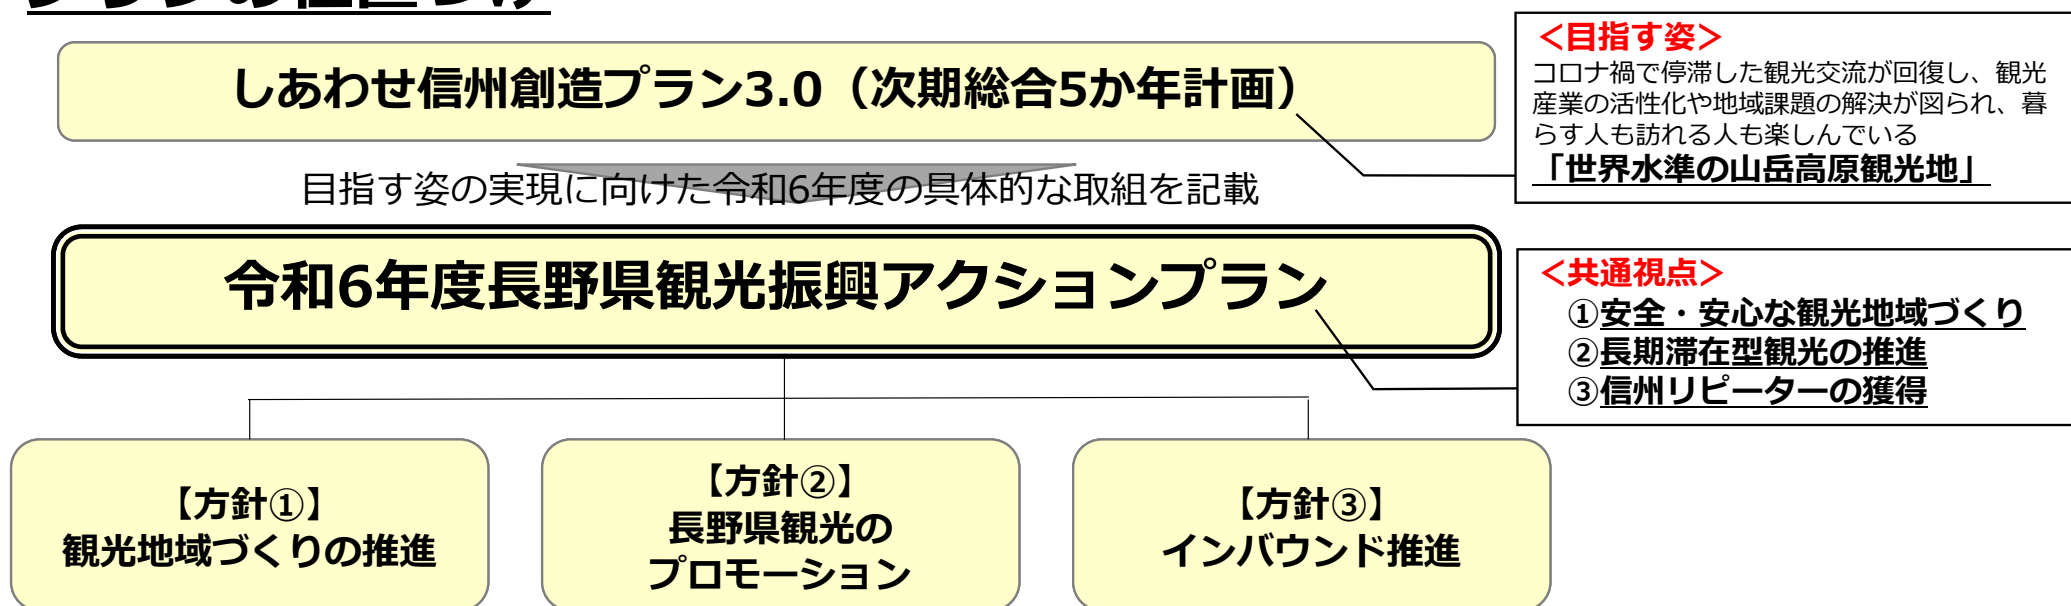 プランの位置づけ
しあわせ信州創造プラン3.0（次期総合5か年計画）
＜目指す姿＞
コロナ禍で停滞した観光交流が回復し、観光
産業の活性化や地域課題の解決が図られ、暮
らす人も訪れる人も楽しんでいる
「世界水準の山岳高原観光地」
目指す姿の実現に向けた令和6年度の具体的な取組を記載
令和6年度長野県観光振興アクションプラン
＜共通視点＞
①安全・安心な観光地域づくり
②長期滞在型観光の推進
③信州リピーターの獲得
【方針①】
観光地域づくりの推進
【方針②】
長野県観光の
プロモーション
【方針③】
インバウンド推進